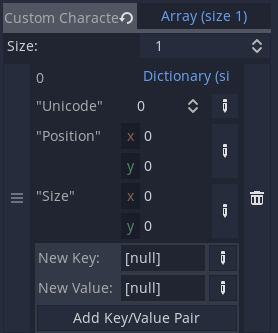 Custom Characte Array (size 1)
Size: 1
0 Dictionary (si
"Unicode" 0
"Position" x 0
y 0
"Size" x 0
y 0
New Key: [null]
New Value: [null]
Add Key/Value Pair